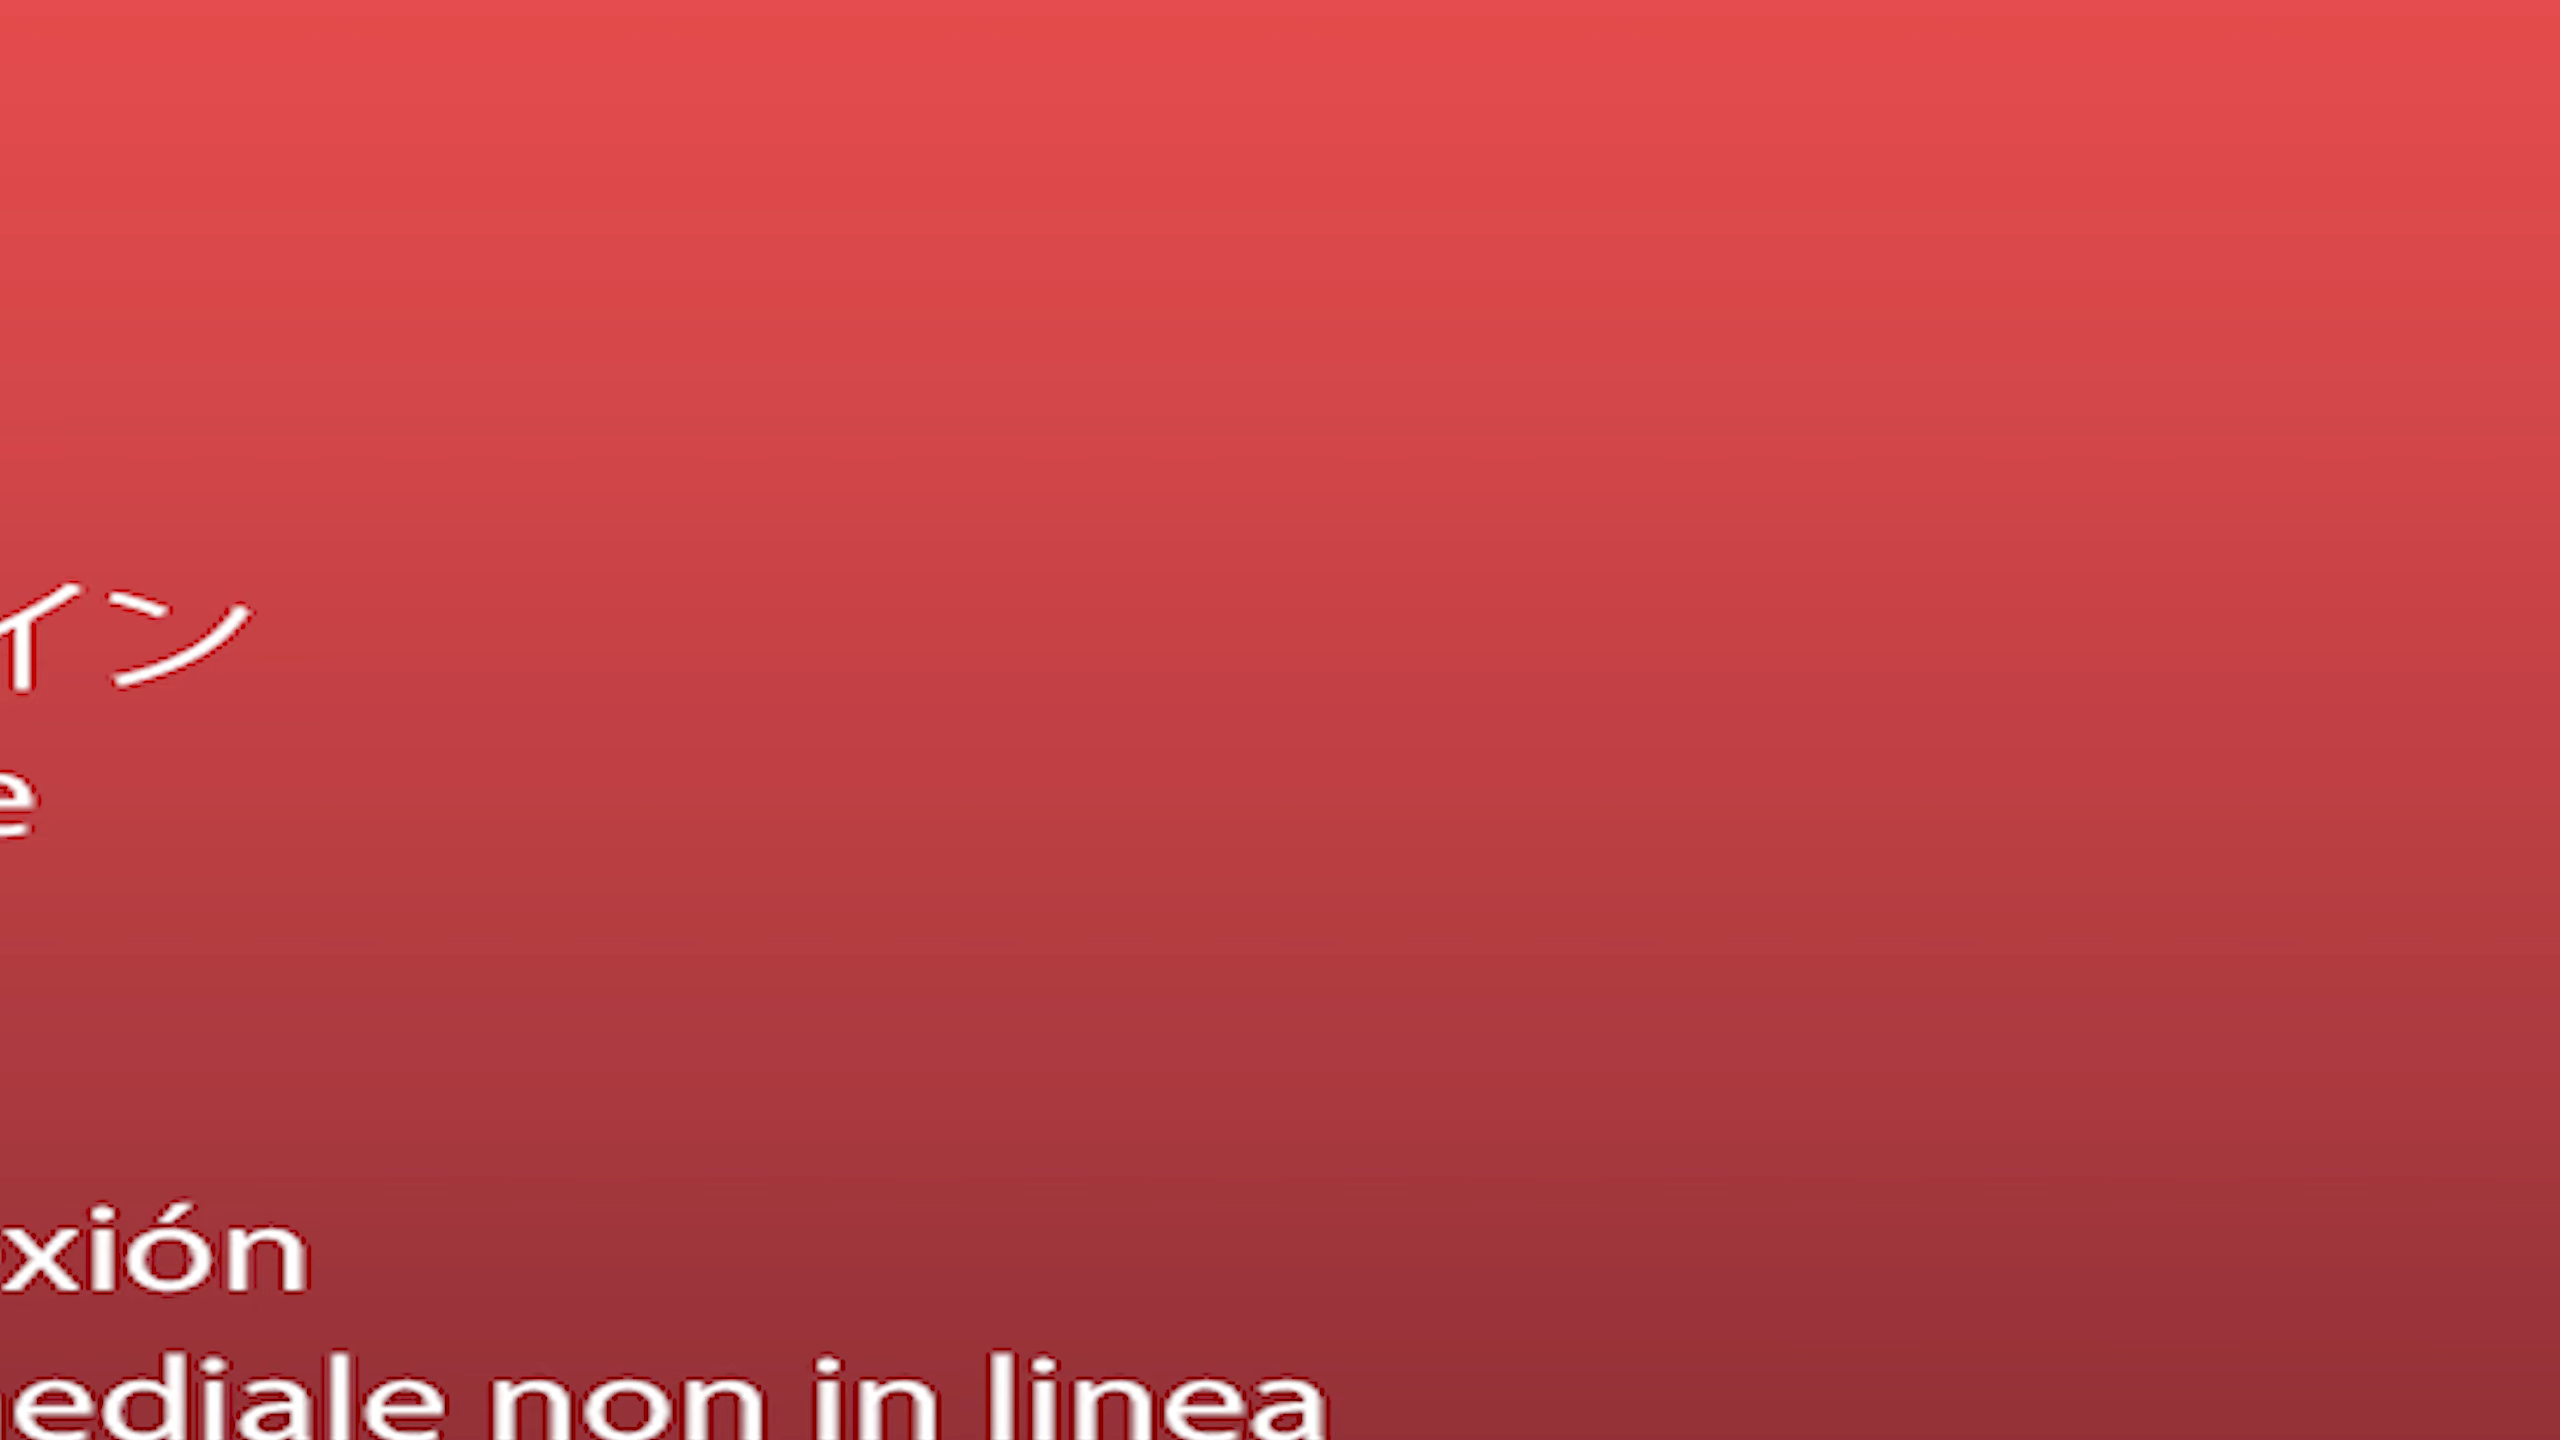 イン
e
xión
ediale non in linea